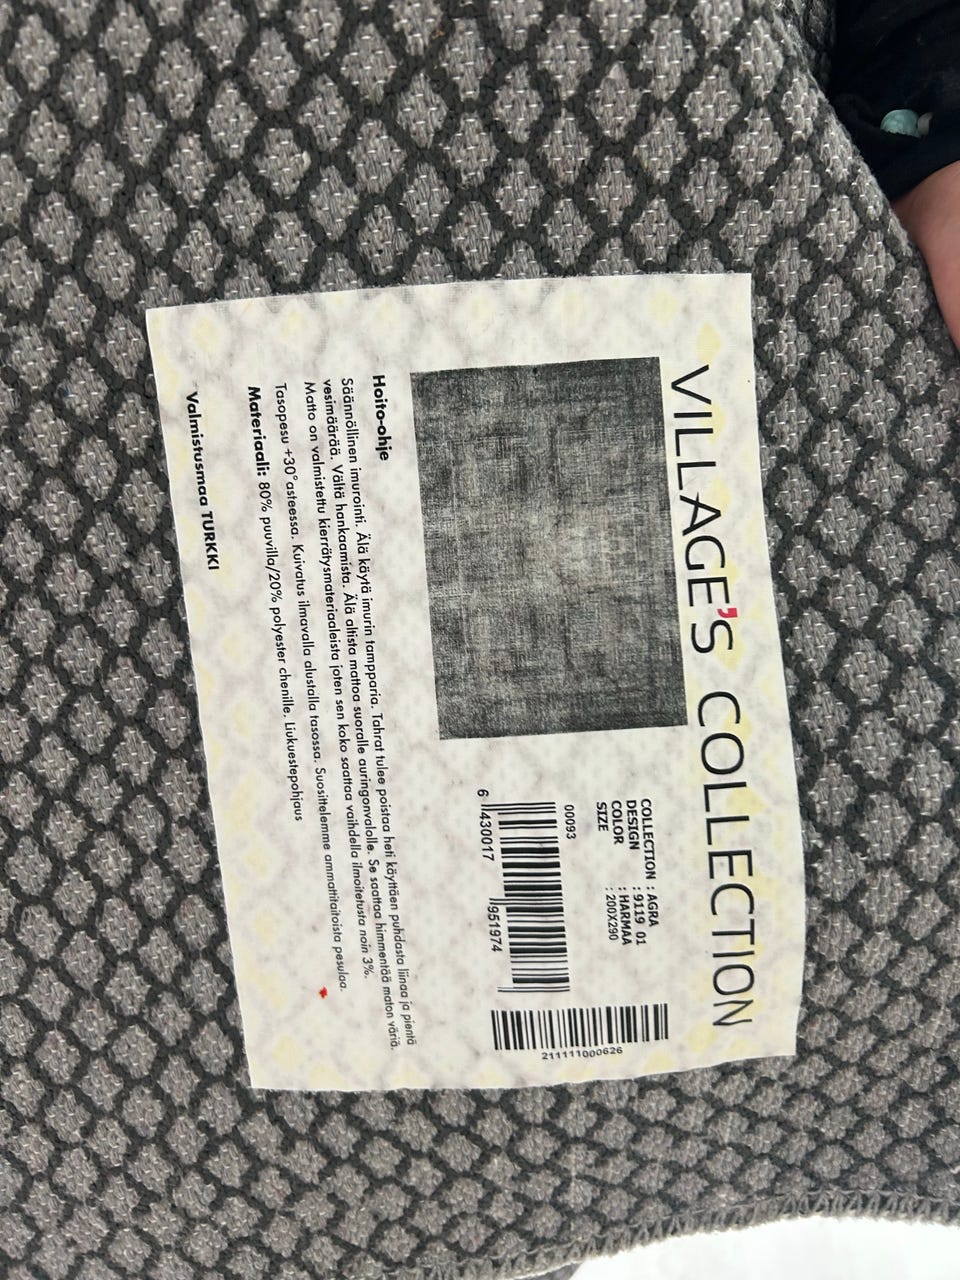 VILLAGE'S COLLECTION
COLLECTION : AGRA
DESIGN : 9119 01
COLOR : HARMAA
SIZE : 200X290
00093
6 430017 951974
211111000626
Hoito-ohje
Säännöllinen imurointi. Älä käytä imurin tampparia. Tahrat tulee poistaa heti käyttäen puhdasta liinaa ja pientä
vesimäärää. Vältä hankaamista. Älä altista mattoa suoralle auringonvalolle. Se saattaa himmentää maton väriä.
Matto on valmistettu kierrätysmateriaaleista joten sen koko saattaa vaihdella ilmoitetusta noin 3%.
Tasopesu +30° asteessa. Kuivatus ilmavalla alustalla tasossa. Suosittelemme ammattitaitoista pesulaa.
Materiaali: 80% puuvilla/20% polyester chenille. Liukuestepohjaus
Valmistusmaa TURKKI